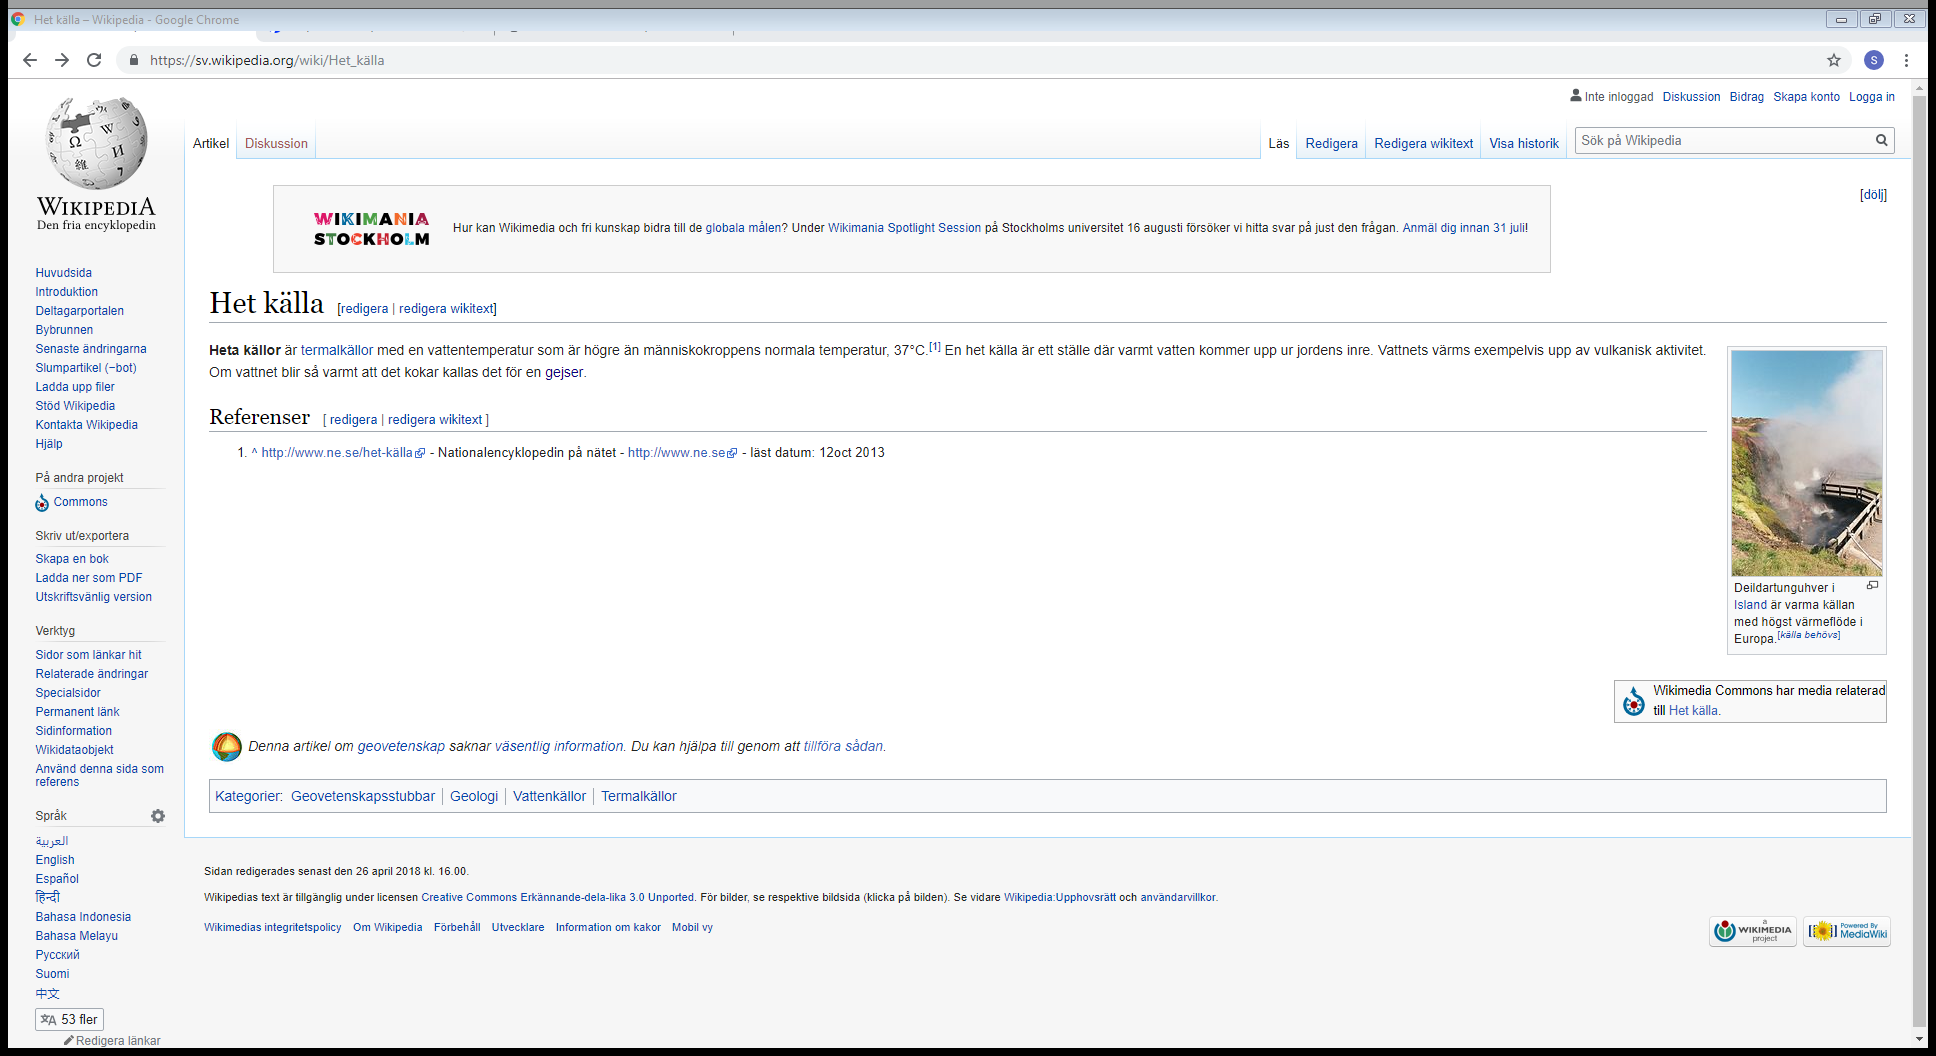 Het källa – Wikipedia - Google Chrome
https://sv.wikipedia.org/wiki/Het_källa
S
Inte inloggad Diskussion Bidrag Skapa konto Logga in
Artikel Diskussion
Läs Redigera Redigera wikitext Visa historik Sök på Wikipedia
WIKIPEDIA
Den fria encyklopedin
[dölj]
WIKIMANIA
STOCKHOLM
Hur kan Wikimedia och fri kunskap bidra till de globala målen? Under Wikimania Spotlight Session på Stockholms universitet 16 augusti försöker vi hitta svar på just den frågan. Anmäl dig innan 31 juli!
Huvudsida
Introduktion
Deltagarportalen
Bybrunnen
Senaste ändringarna
Slumpartikel (−bot)
Ladda upp filer
Stöd Wikipedia
Kontakta Wikipedia
Hjälp
På andra projekt
Commons
Skriv ut/exportera
Skapa en bok
Ladda ner som PDF
Utskriftsvänlig version
Verktyg
Sidor som länkar hit
Relaterade ändringar
Specialsidor
Permanent länk
Sidinformation
Wikidataobjekt
Använd denna sida som
referens
Språk
العربية
English
Español
हिन्दी
Bahasa Indonesia
Bahasa Melayu
Русский
Suomi
中文
53 fler
Redigera länkar
Het källa [redigera | redigera wikitext]
Heta källor är termalkällor med en vattentemperatur som är högre än människokroppens normala temperatur, 37°C.[1] En het källa är ett ställe där varmt vatten kommer upp ur jordens inre. Vattnets värms exempelvis upp av vulkanisk aktivitet.
Om vattnet blir så varmt att det kokar kallas det för en gejser.
Referenser [ redigera | redigera wikitext ]
1. ^ http://www.ne.se/het-källa - Nationalencyklopedin på nätet - http://www.ne.se - läst datum: 12oct 2013
Deildartunguhver i
Island är varma källan
med högst värmeflöde i
Europa.[källa behövs]
Wikimedia Commons har media relaterad
till Het källa.
Denna artikel om geovetenskap saknar väsentlig information. Du kan hjälpa till genom att tillföra sådan.
Kategorier: Geovetenskapsstubbar Geologi Vattenkällor Termalkällor
Sidan redigerades senast den 26 april 2018 kl. 16.00.
Wikipedias text är tillgänglig under licensen Creative Commons Erkännande-dela-lika 3.0 Unported. För bilder, se respektive bildsida (klicka på bilden). Se vidare Wikipedia:Upphovsrätt och användarvillkor.
Wikimedias integritetspolicy Om Wikipedia Förbehåll Utvecklare Information om kakor Mobil vy
a
WIKIMEDIA
project
Powered By
MediaWiki